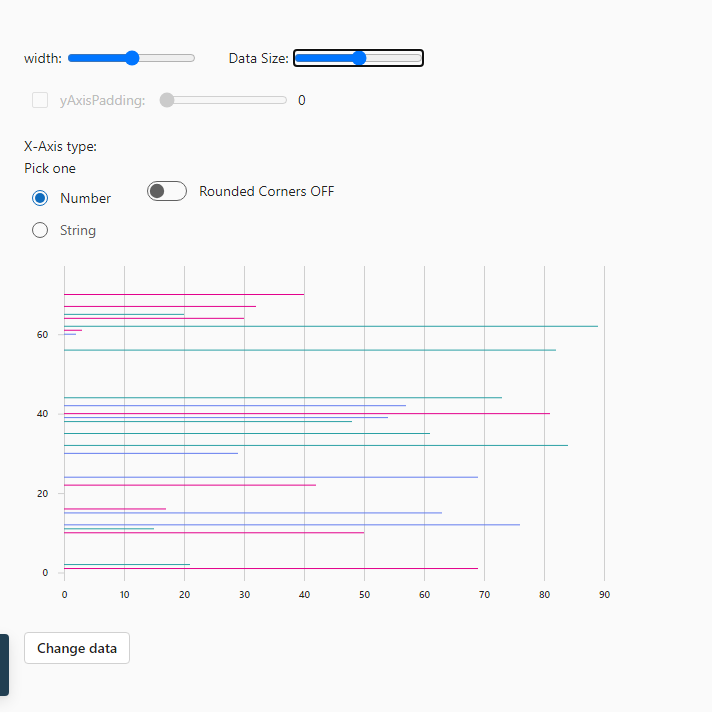 width: Data Size:
yAxisPadding: 0
X-Axis type:
Pick one
Number Rounded Corners OFF
String
60
40
20
0
0 10 20 30 40 50 60 70 80 90
Change data